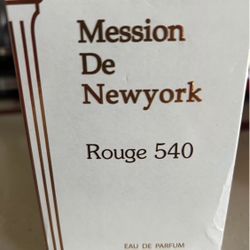 Mession
De
Newyork
Rouge 540
EAU DE PARFUM